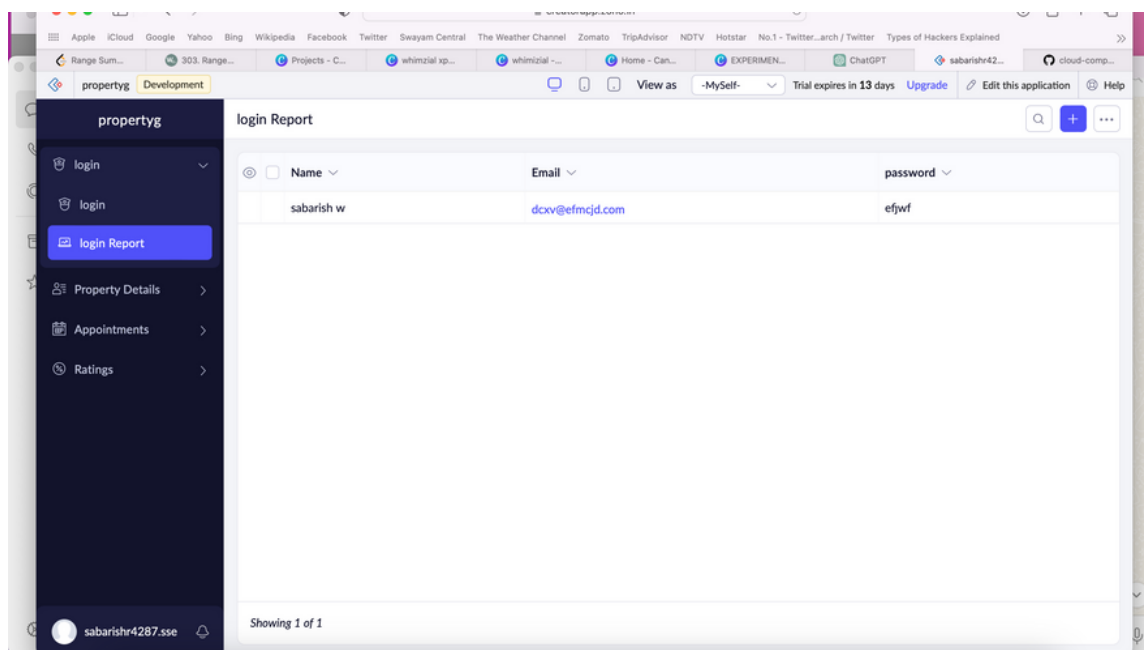 Apple iCloud Google Yahoo Bing Wikipedia Facebook Twitter Swayam Central The Weather Channel Zomato TripAdvisor NDTV Hotstar No.1 - Twitter...arch / Twitter Types of Hackers Explained
Range Sum... 303. Range... Projects - C... whimzial xp... whimizial -... Home - Can... EXPERIMEN... ChatGPT sabarishr42... cloud-comp...
propertyg Development View as -MySelf- Trial expires in 13 days Upgrade Edit this application Help
propertyg login Report
login
Name Email password
login
sabarish w dcxv@efmcjd.com efjwf
login Report
Property Details
Appointments
Ratings
sabarishr4287.sse
Showing 1 of 1